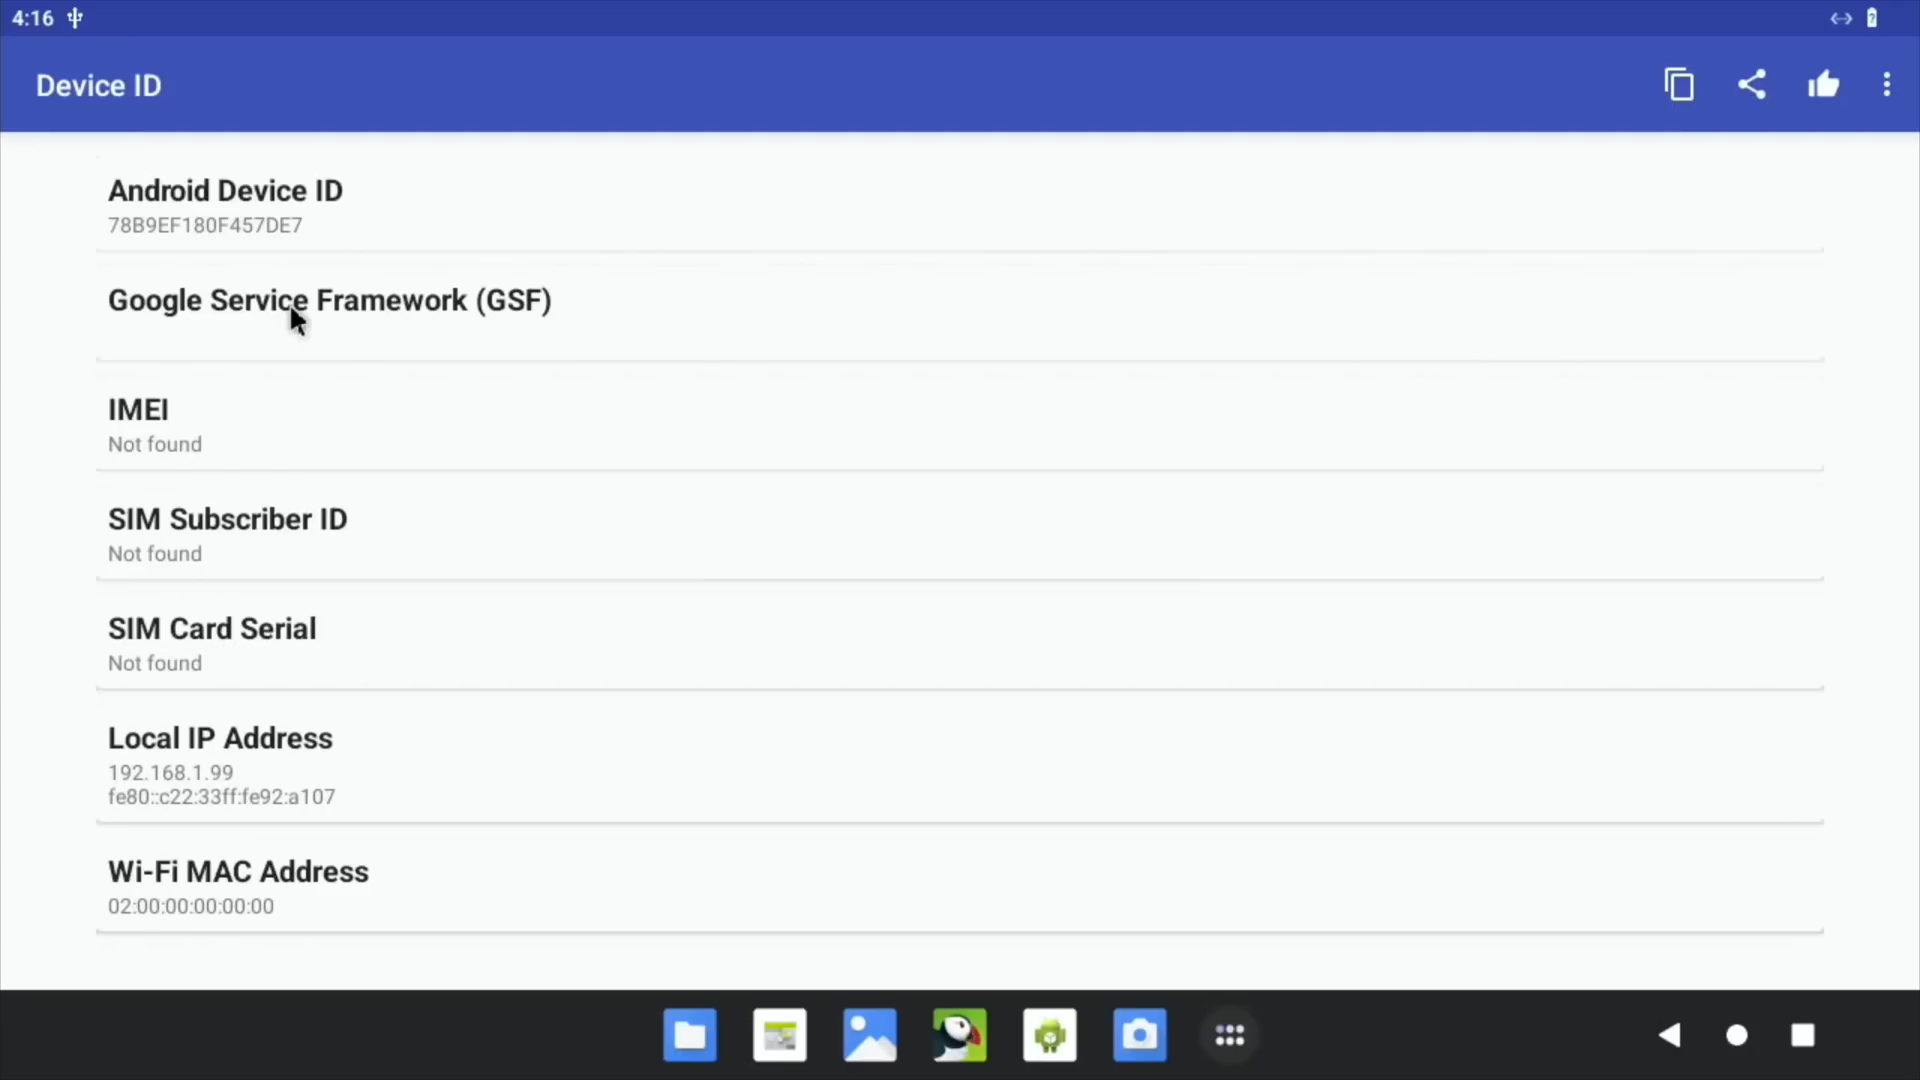 4:16
Device ID
Android Device ID
78B9EF180F457DE7
Google Service Framework (GSF)
IMEI
Not found
SIM Subscriber ID
Not found
SIM Card Serial
Not found
Local IP Address
192.168.1.99
fe80::c22:33ff:fe92:a107
Wi-Fi MAC Address
02:00:00:00:00:00